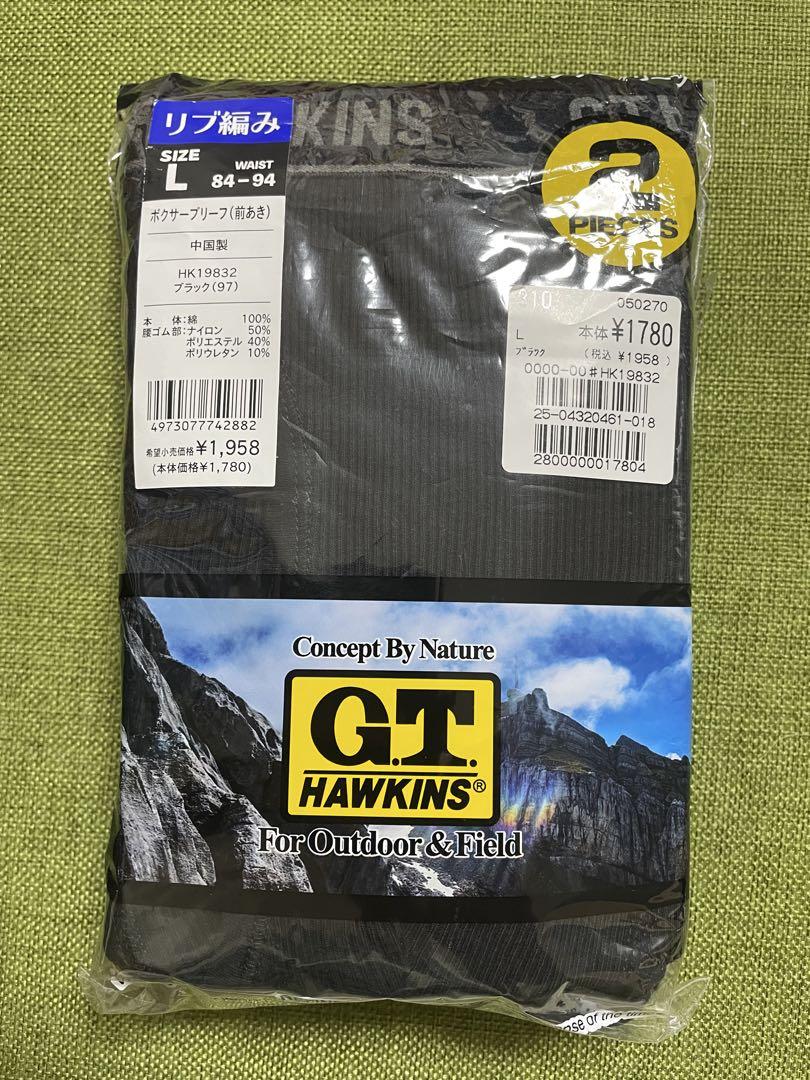 KINS
G.T.H
リブ編み
SIZE
L
WAIST
84-94
ボクサーブリーフ(前あき)
中国製
HK19832
ブラック(97)
本 体:綿 100%
腰ゴム部:ナイロン 50%
ポリエステル 40%
ポリウレタン 10%
4973077742882
希望小売価格¥1,958
(本体価格¥1,780)
2
PIECES
810 050270
L 本体¥1780
ブラック (税込 ¥1958)
0000-00#HK19832
25-04320461-018
2800000017804
Concept By Nature
G.T.
HAWKINS®
For Outdoor & Field